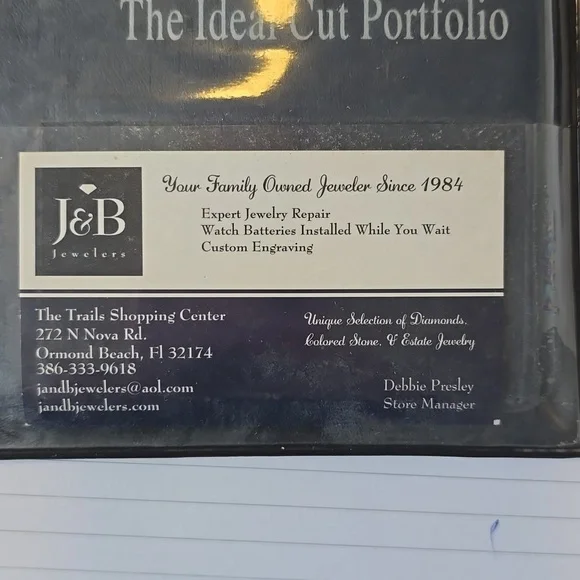 The Ideal Cut Portfolio
J&B
Jewelers
Your Family Owned Jeweler Since 1984
Expert Jewelry Repair
Watch Batteries Installed While You Wait
Custom Engraving
The Trails Shopping Center
272 N Nova Rd.
Ormond Beach, Fl 32174
386-333-9618
jandbjewelers@aol.com
jandbjewelers.com
Unique Selection of Diamonds,
Colored Stone, & Estate Jewelry
Debbie Presley
Store Manager